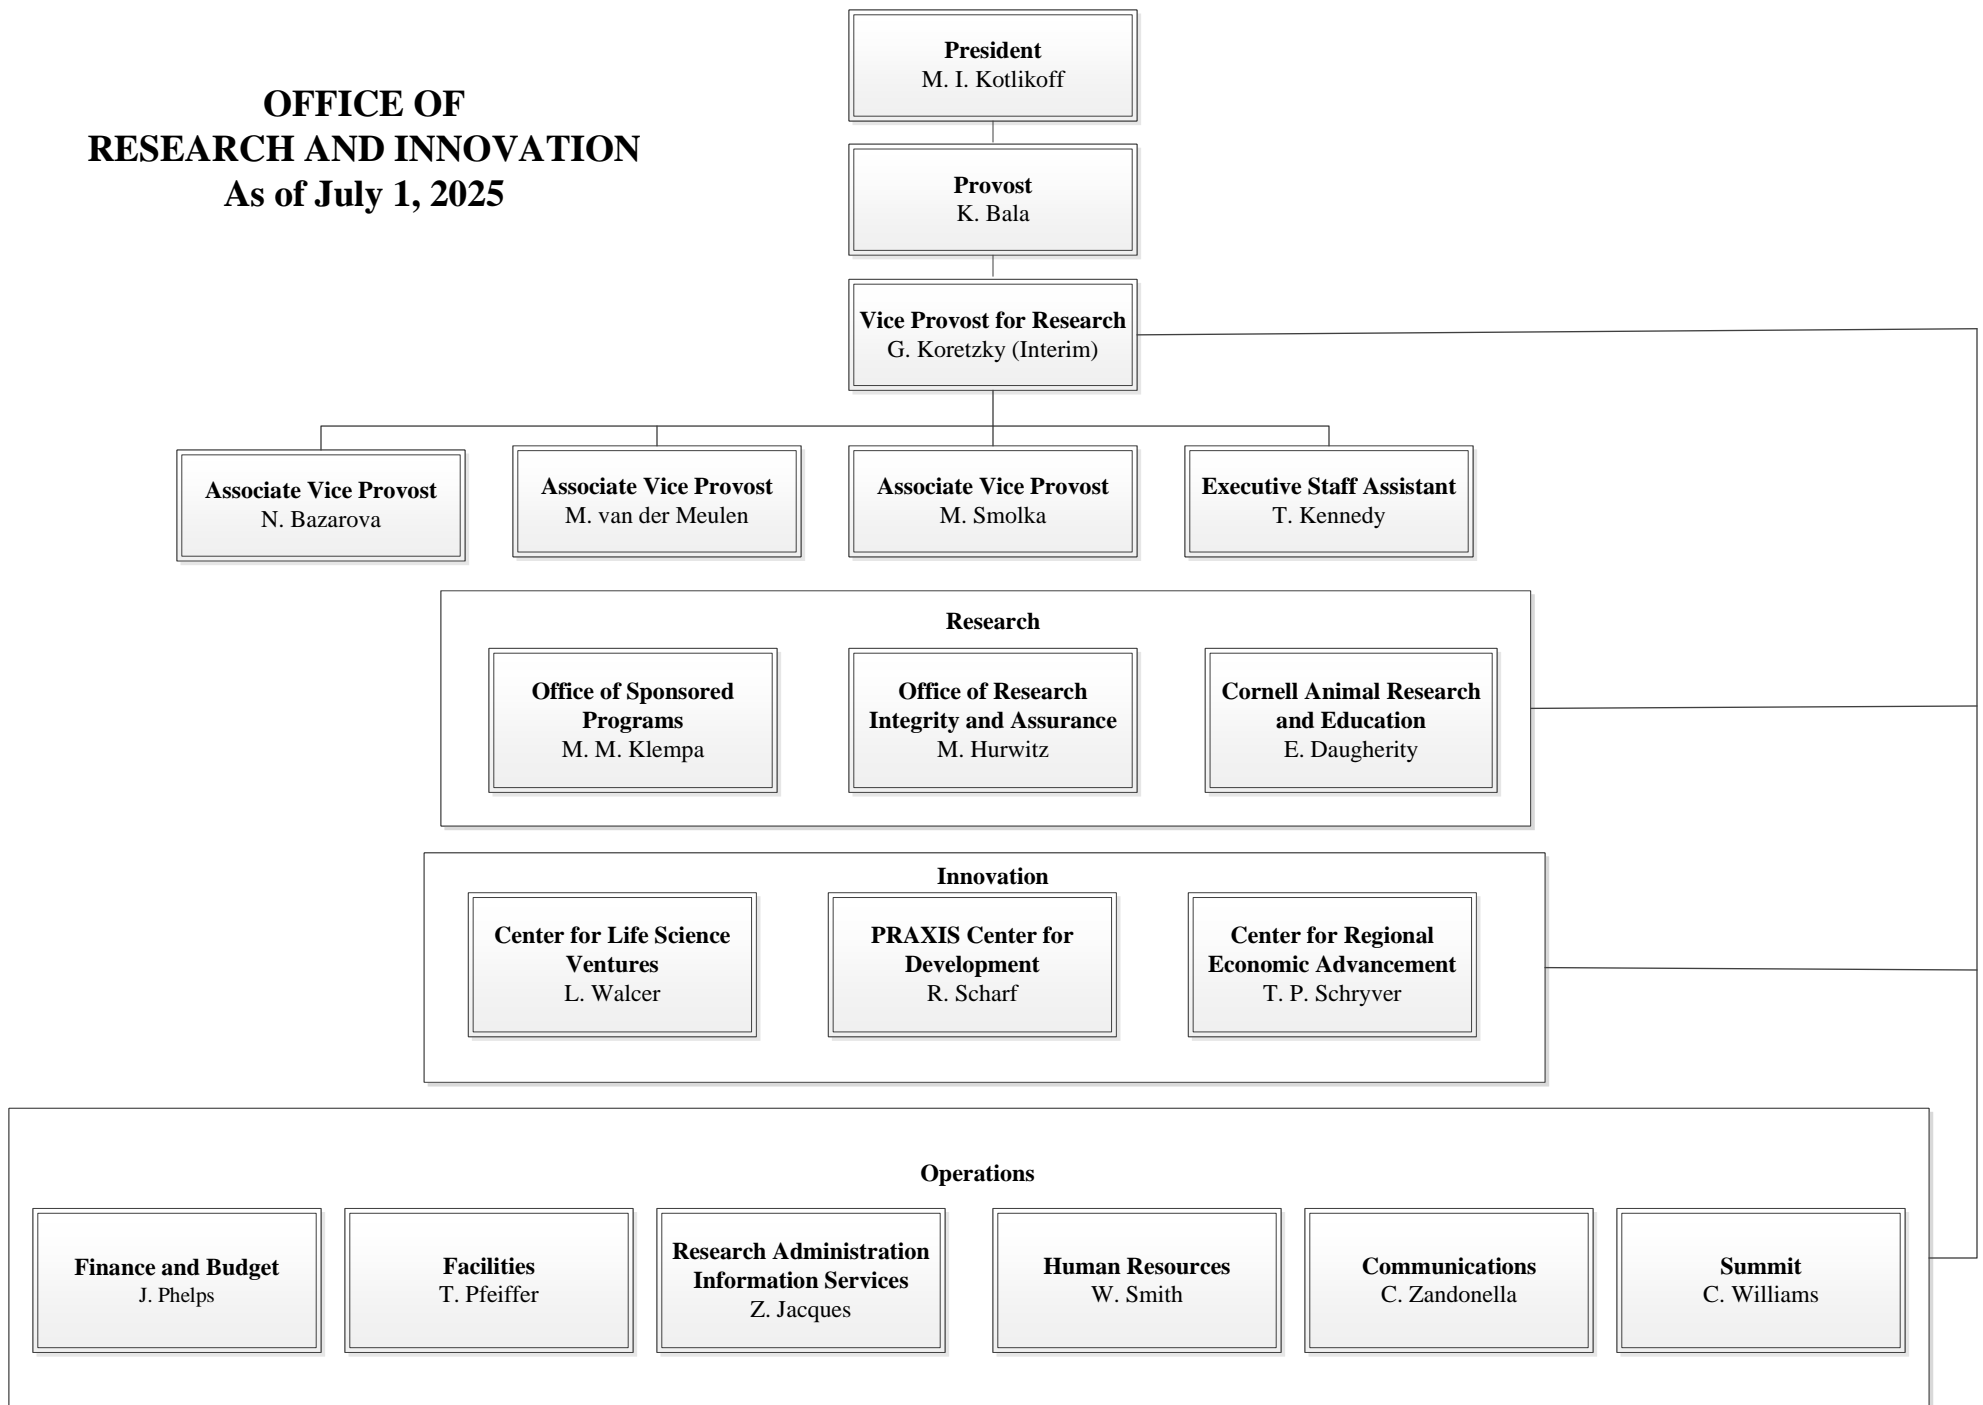 OFFICE OF
RESEARCH AND INNOVATION
As of July 1, 2025
President
M. I. Kotlikoff
Provost
K. Bala
Vice Provost for Research
G. Koretzky (Interim)
Associate Vice Provost
N. Bazarova
Associate Vice Provost
M. van der Meulen
Associate Vice Provost
M. Smolka
Executive Staff Assistant
T. Kennedy
Research
Office of Sponsored
Programs
M. M. Klempa
Office of Research
Integrity and Assurance
M. Hurwitz
Cornell Animal Research
and Education
E. Daugherity
Innovation
Center for Life Science
Ventures
L. Walcer
PRAXIS Center for
Development
R. Scharf
Center for Regional
Economic Advancement
T. P. Schryver
Operations
Finance and Budget
J. Phelps
Facilities
T. Pfeiffer
Research Administration
Information Services
Z. Jacques
Human Resources
W. Smith
Communications
C. Zandonella
Summit
C. Williams